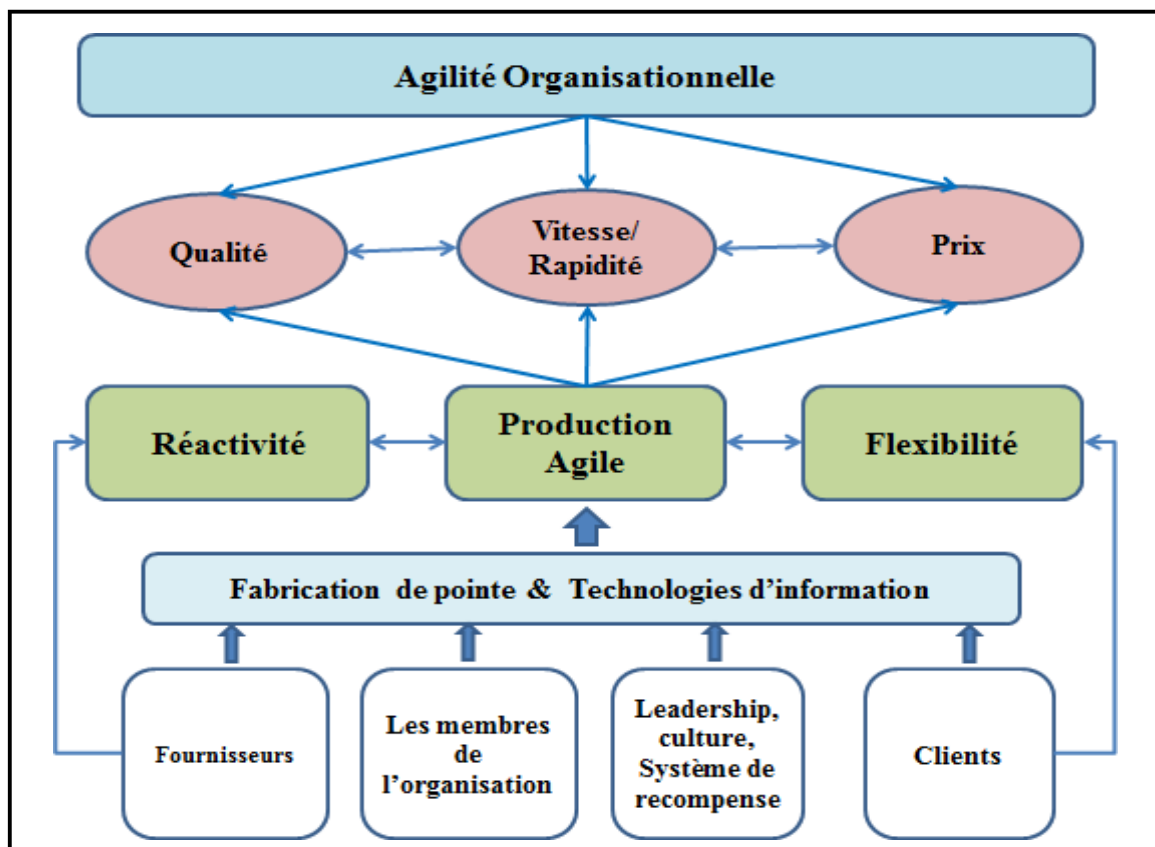 Agilité Organisationnelle
Qualité
Vitesse/
Rapidité
Prix
Réactivité
Production
Agile
Flexibilité
Fabrication de pointe & Technologies d’information
Fournisseurs
Les membres
de
l’organisation
Leadership,
culture,
Système de
recompense
Clients